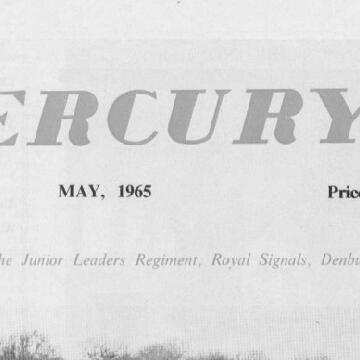 ERCURY
MAY, 1965 Pric
he Junior Leaders Regiment, Royal Signals, Denbu